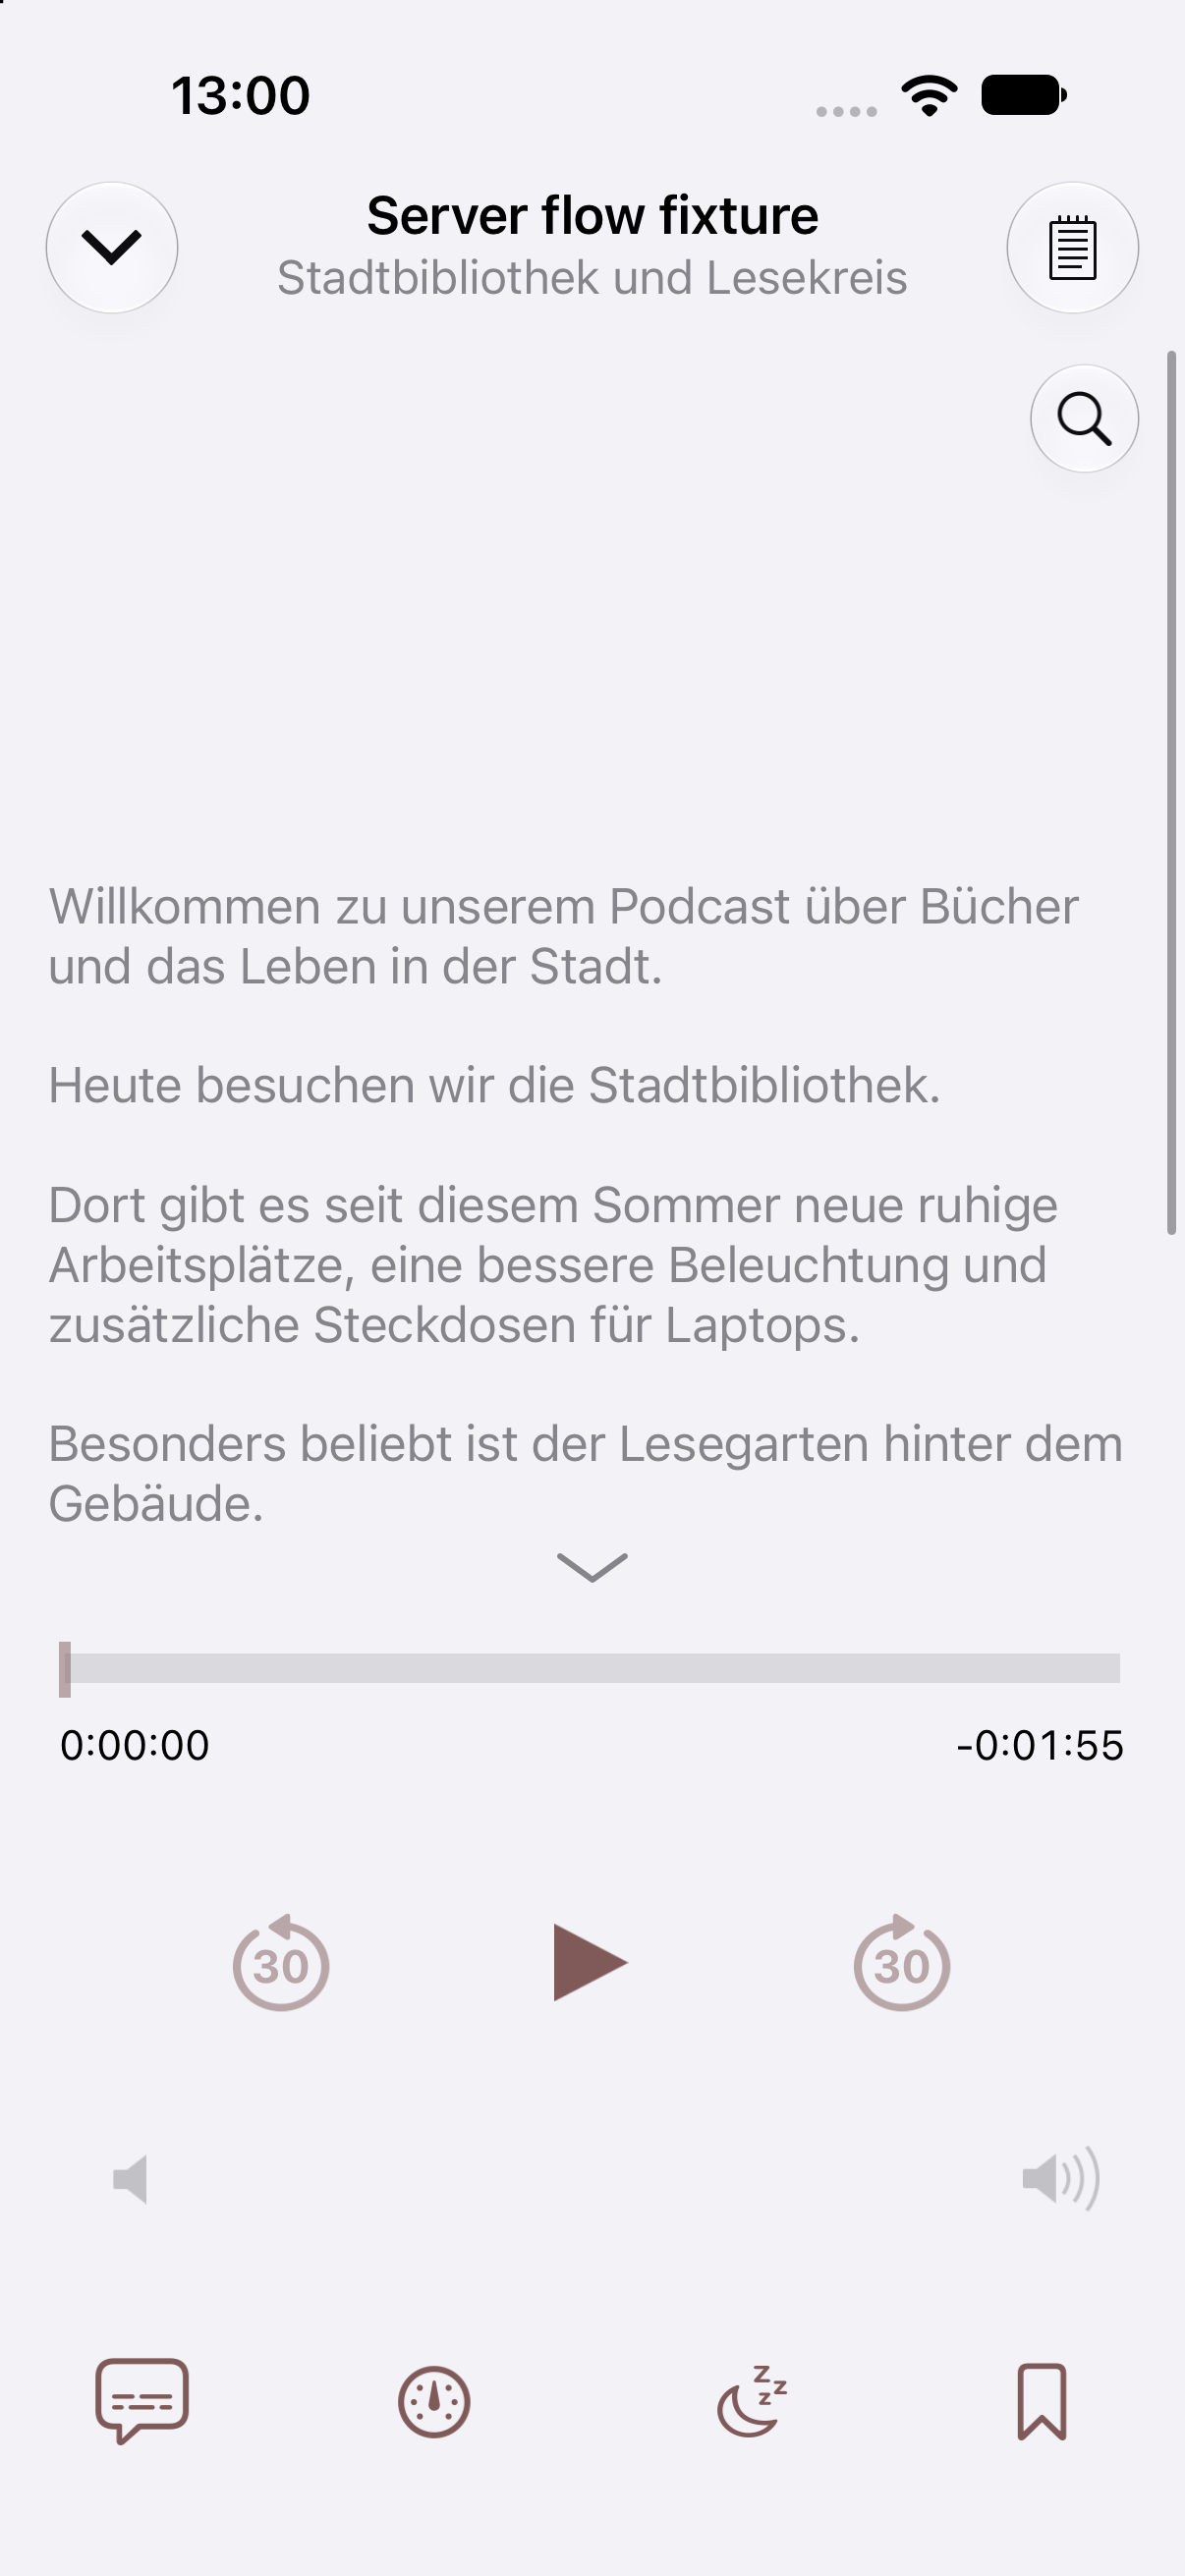 13:00
Server flow fixture
Stadtbibliothek und Lesekreis
Willkommen zu unserem Podcast über Bücher
und das Leben in der Stadt.
Heute besuchen wir die Stadtbibliothek.
Dort gibt es seit diesem Sommer neue ruhige
Arbeitsplätze, eine bessere Beleuchtung und
zusätzliche Steckdosen für Laptops.
Besonders beliebt ist der Lesegarten hinter dem
Gebäude.
0:00:00 -0:01:55
30 30
z z z